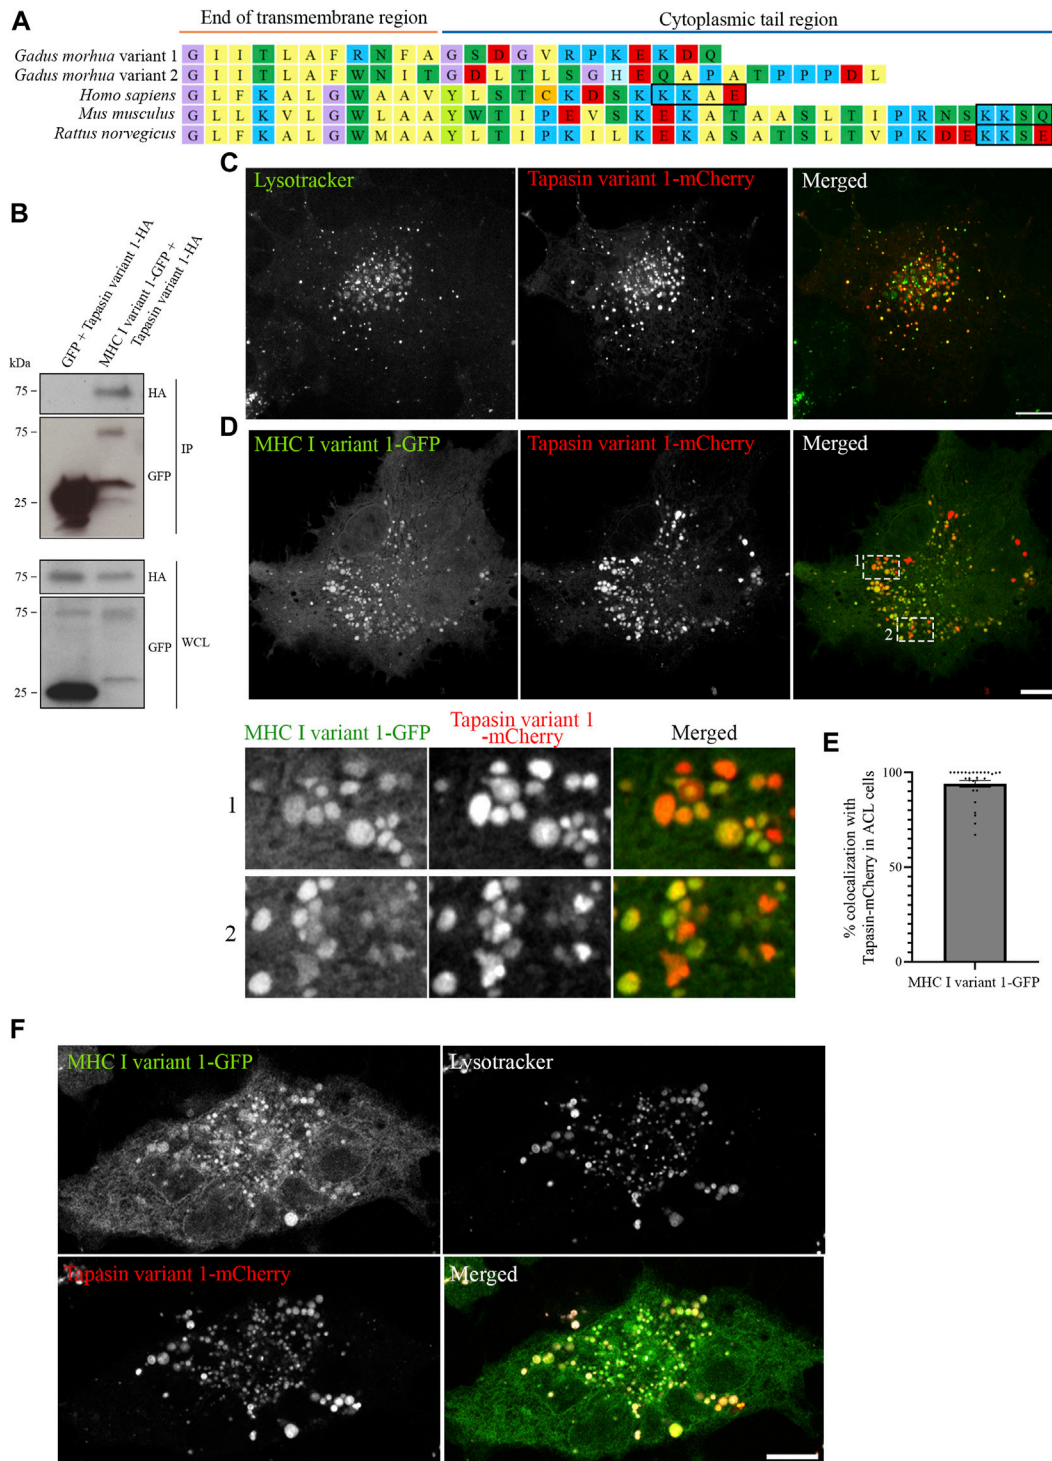 A
End of transmembrane region
Cytoplasmic tail region
Gadus morhua variant 1 G I I T L A F R N F A G S D G V R P K E K D Q
Gadus morhua variant 2 G I I T L A F W N I T G D L T L S G H E Q A P A T P P P D L
Homo sapiens G L F K A L G W A A V Y L S T C K D S K K K A E
Mus musculus G L L K V L G W L A A Y W T I P E V S K E K A T A A S L T I P R N S K K S Q
Rattus norvegicus G L F K A L G W M A A Y L T I P K I L K E K A S A T S L T V P K D E K K S E
B
GFP + Tapasin variant 1-HA
MHC I variant 1-GFP +
Tapasin variant 1-HA
kDa
75
HA
75
GFP
25
IP
HA
75
75
GFP
25
WCL
C
Lysotracker
Tapasin variant 1-mCherry
Merged
D
MHC I variant 1-GFP
Tapasin variant 1-mCherry
Merged
1
2
MHC I variant 1-GFP
Tapasin variant 1
-mCherry
Merged
1
2
E
% colocalization with
Tapasin-mCherry in ACL cells
100
50
0
MHC I variant 1-GFP
F
MHC I variant 1-GFP
Lysotracker
Tapasin variant 1-mCherry
Merged